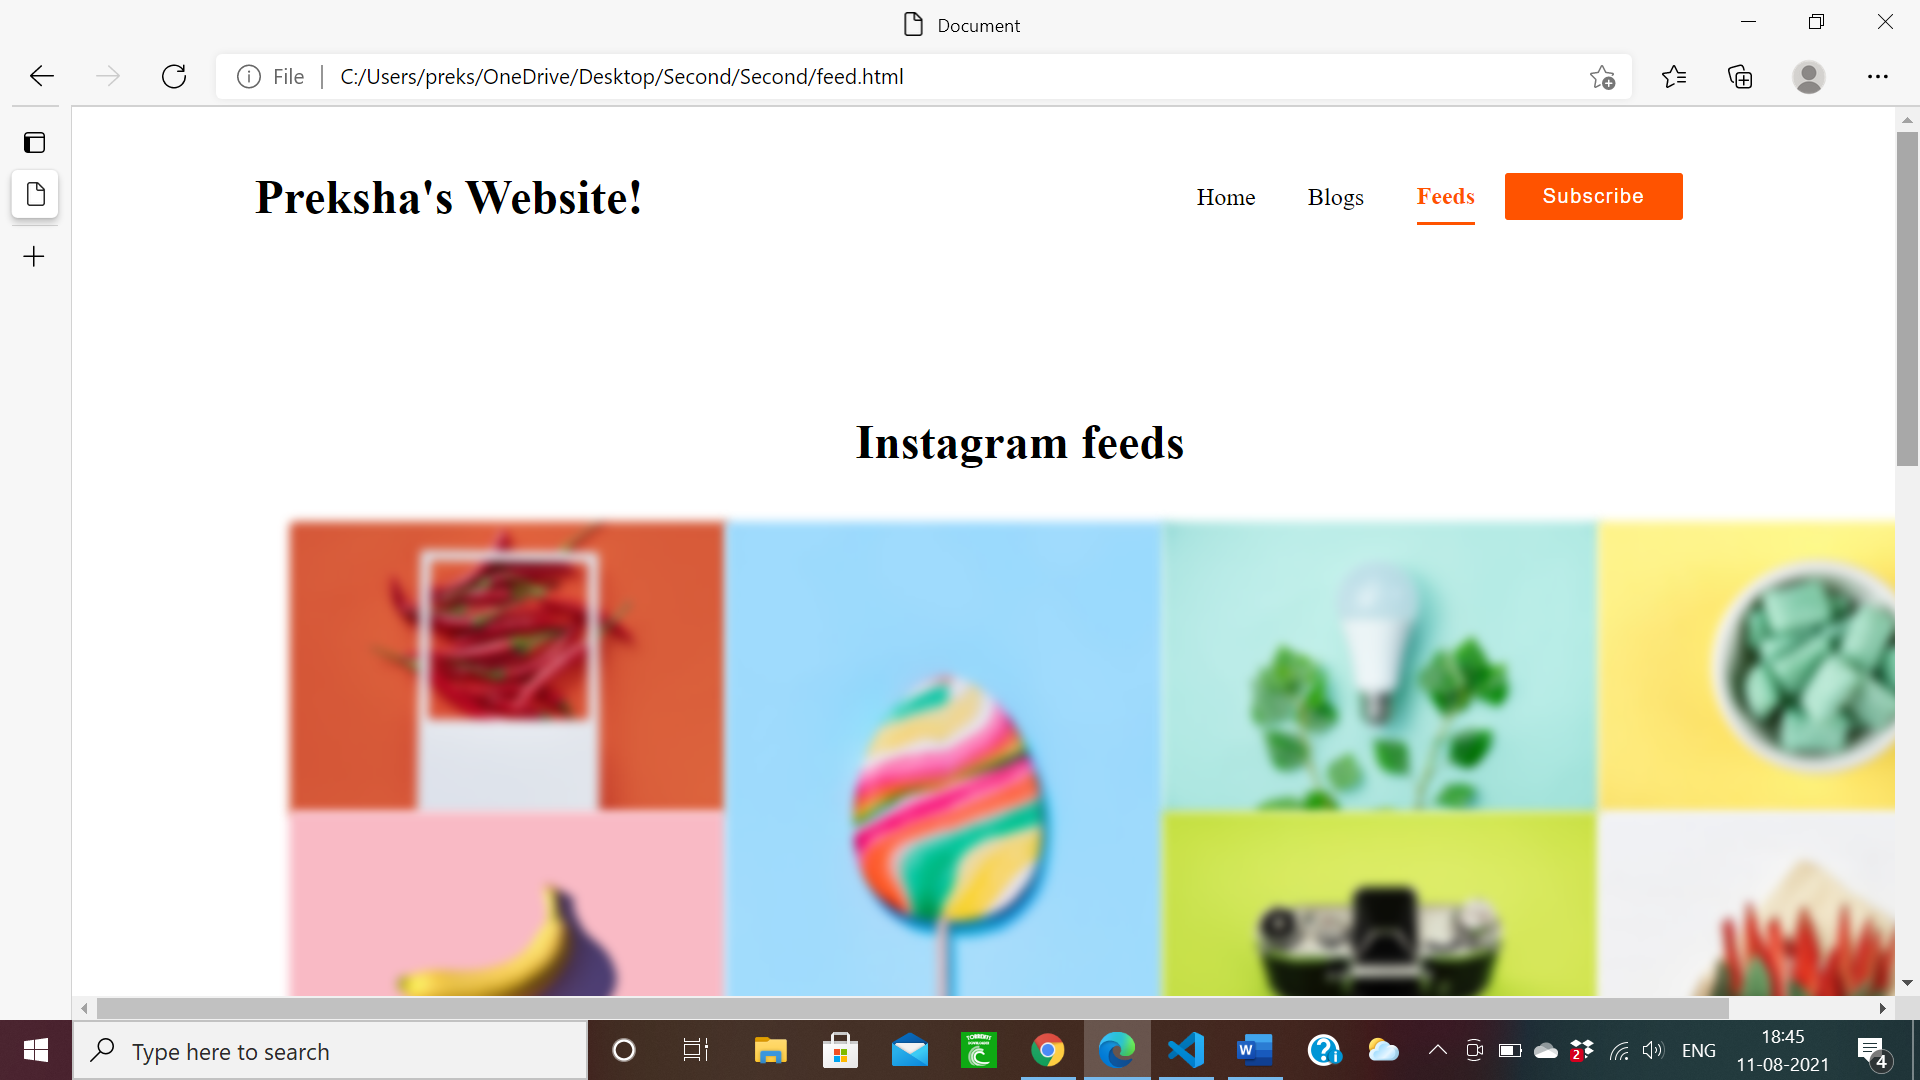 Document
File
C:/Users/preks/OneDrive/Desktop/Second/Second/feed.html
Preksha's Website!
Home
Blogs
Feeds
Subscribe
Instagram feeds
Type here to search
W
2
ENG
18:45
11-08-2021
4